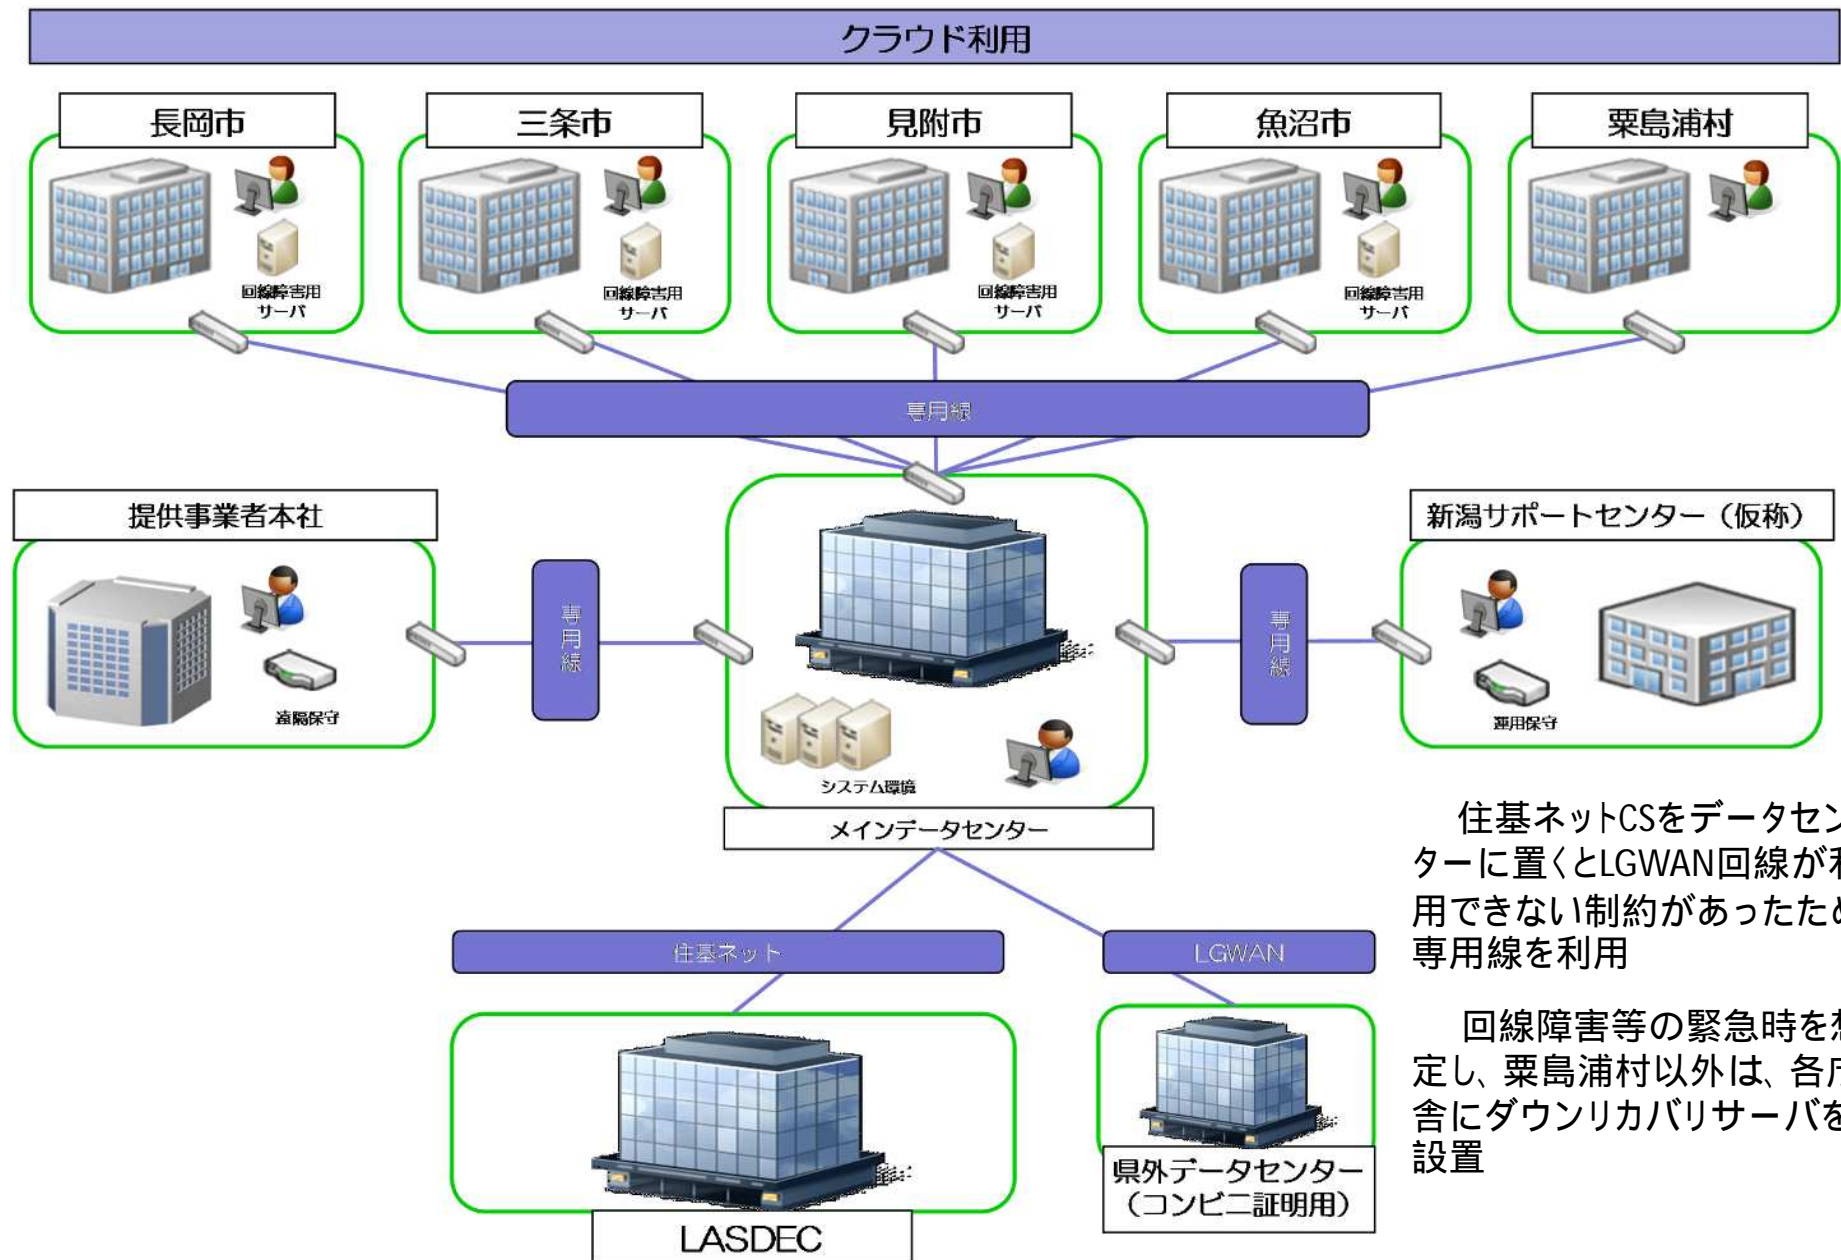 クラウド利用
長岡市
三条市
見附市
魚沼市
粟島浦村
回線障害用
サーバ
回線障害用
サーバ
回線障害用
サーバ
回線障害用
サーバ
専用線
提供事業者本社
遠隔保守
専用線
システム環境
メインデータセンター
専用線
新潟サポートセンター（仮称）
運用保守
住基ネット
LGWAN
LASDEC
県外データセンター
（コンビニ証明用）
住基ネットCSをデータセン
ターに置くとLGWAN回線が利
用できない制約があったため
専用線を利用
回線障害等の緊急時を想
定し、粟島浦村以外は、各庁
舎にダウンリカバリサーバを
設置